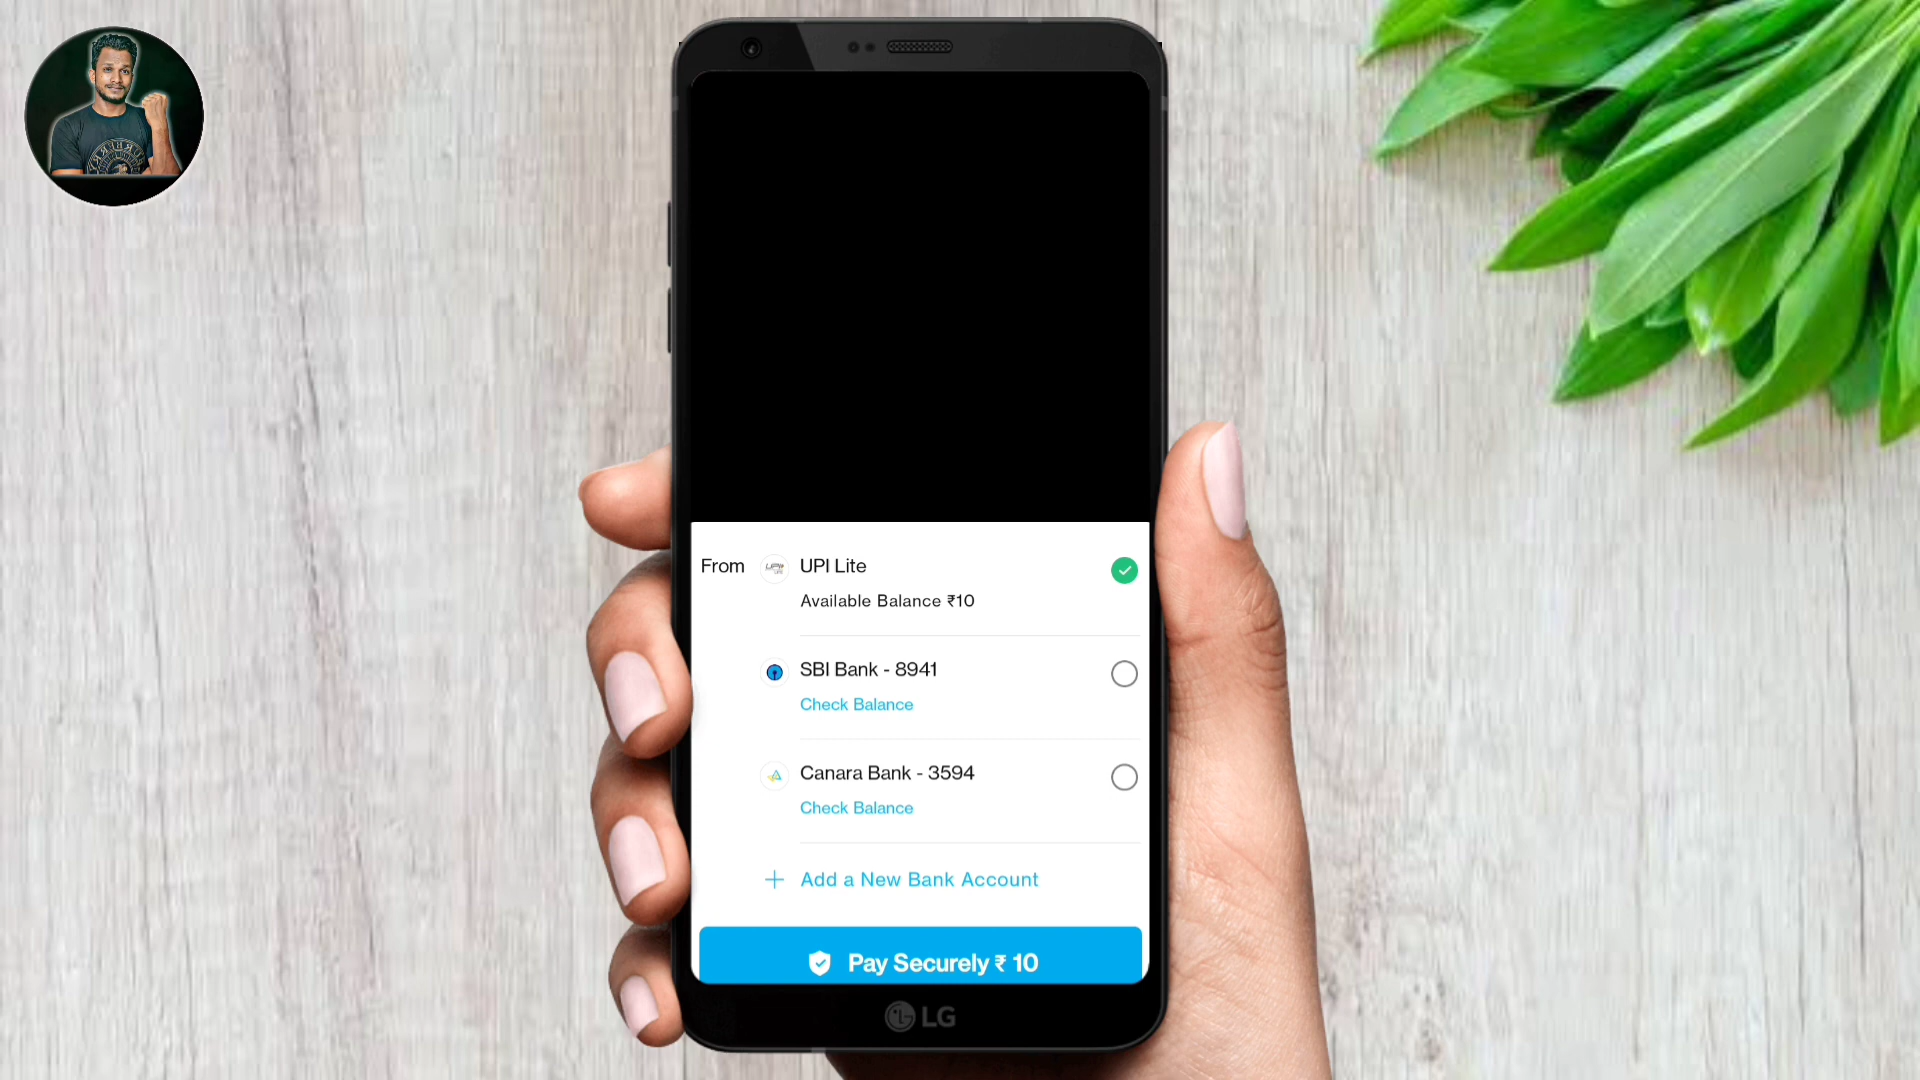 From UPI Lite
Available Balance ₹10
SBI Bank - 8941
Check Balance
Canara Bank - 3594
Check Balance
+ Add a New Bank Account
Pay Securely ₹ 10
LG